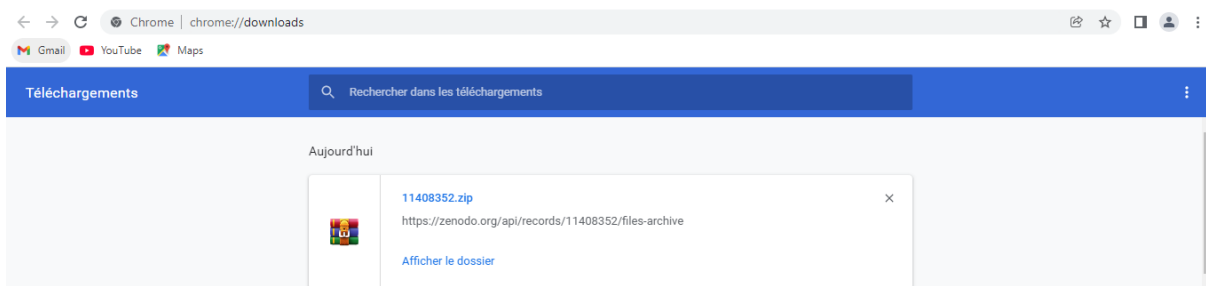 Chrome | chrome://downloads
Gmail YouTube Maps
Téléchargements Rechercher dans les téléchargements
Aujourd'hui
11408352.zip
https://zenodo.org/api/records/11408352/files-archive
Afficher le dossier